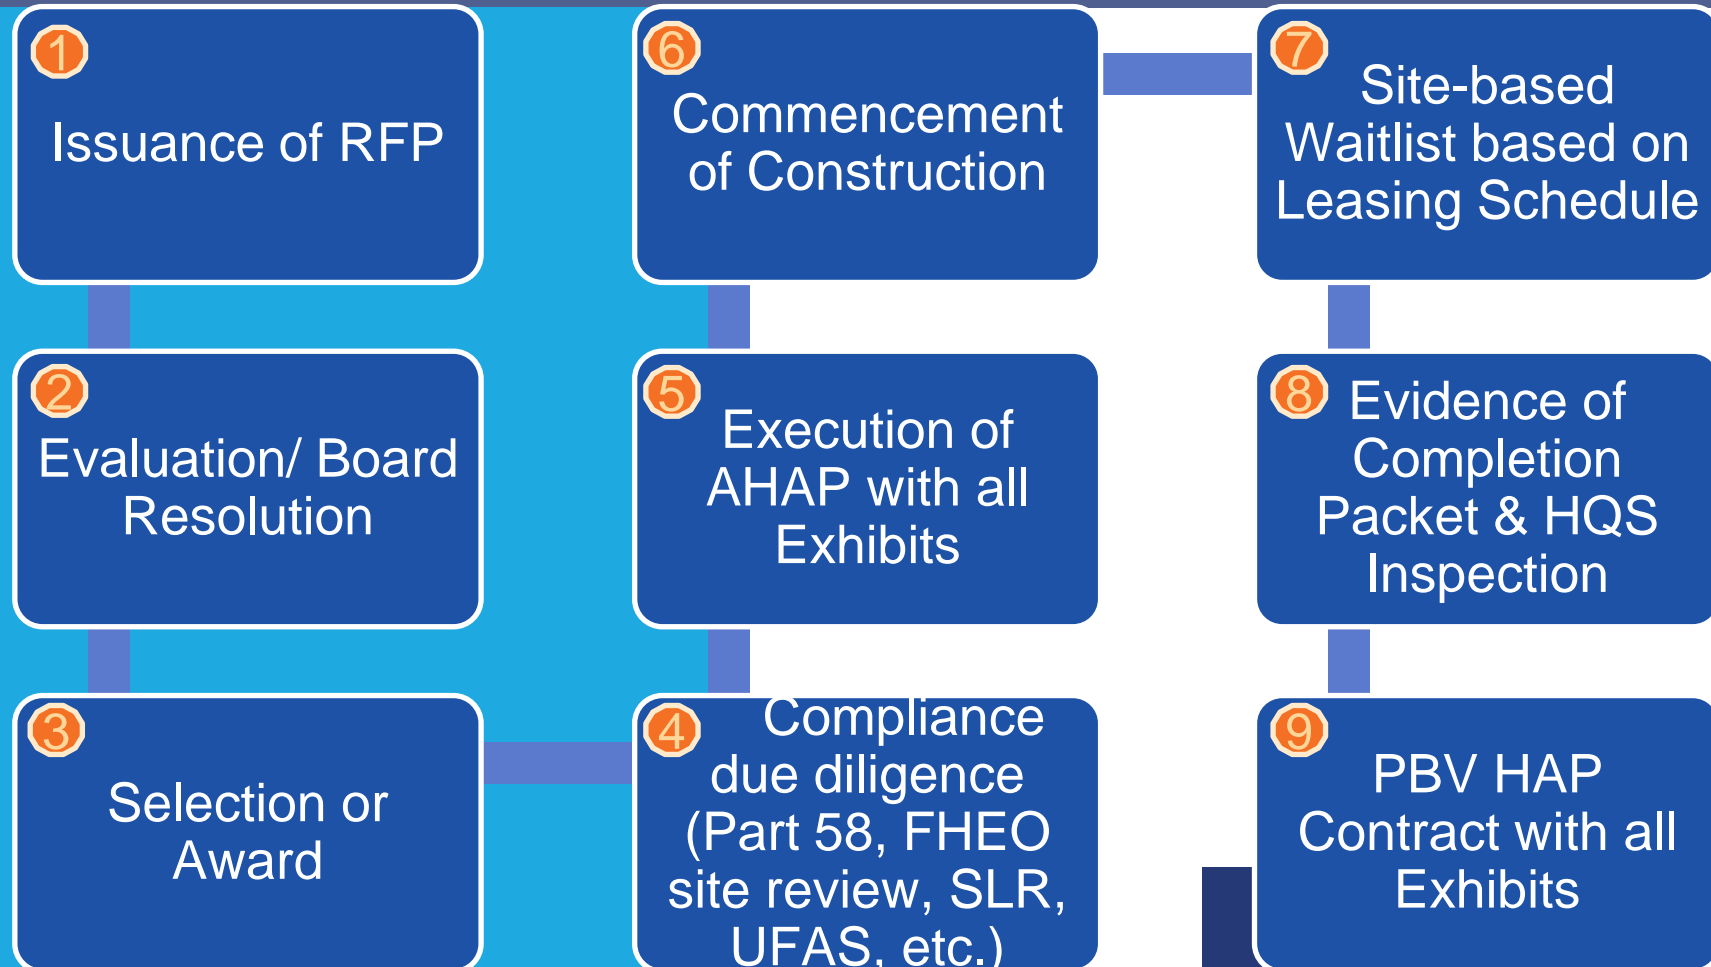 1
Issuance of RFP
2
Evaluation/ Board
Resolution
3
Selection or
Award
4
Compliance
due diligence
(Part 58, FHEO
site review, SLR,
UFAS, etc.)
5
Execution of
AHAP with all
Exhibits
6
Commencement
of Construction
7
Site-based
Waitlist based on
Leasing Schedule
8
Evidence of
Completion
Packet & HQS
Inspection
9
PBV HAP
Contract with all
Exhibits